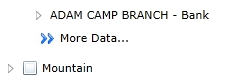 ADAM CAMP BRANCH - Bank
More Data...
Mountain